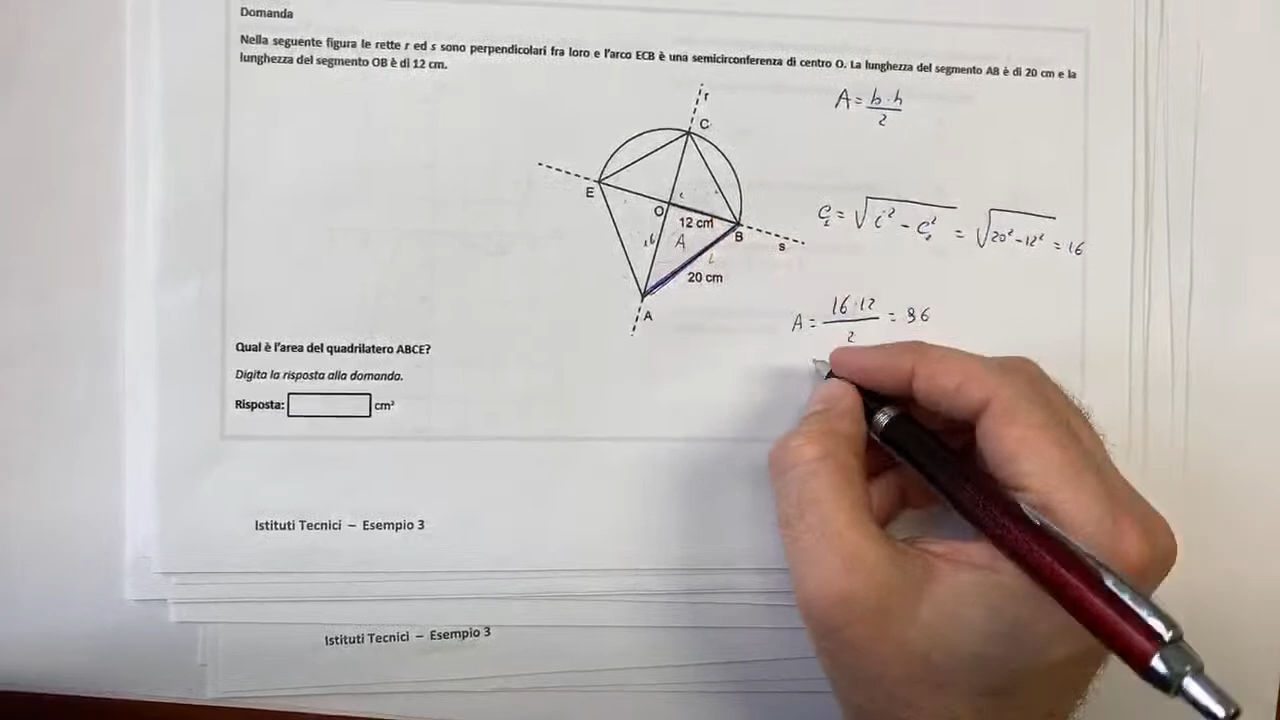 Domanda
Nella seguente figura le rette r ed s sono perpendicolari fra loro e l'arco ECB è una semicirconferenza di centro O. La lunghezza del segmento AB è di 20 cm e la
lunghezza del segmento OB è di 12 cm.
A = b·h / 2
r
C
E
O
12 cm
B
s
16
A
20 cm
A
C₂ = √i² - C₁² = √20² - 12² = 16
A = 16·12 / 2 = 96
Qual è l'area del quadrilatero ABCE?
Digita la risposta alla domanda.
Risposta: cm²
Istituti Tecnici – Esempio 3
Istituti Tecnici – Esempio 3